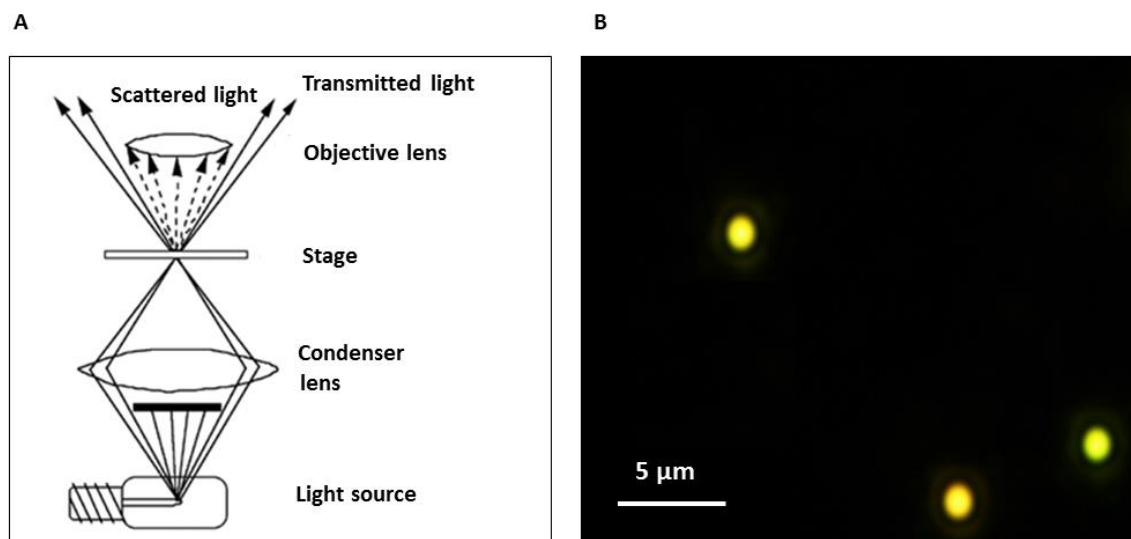 A
B
Scattered light
Transmitted light
Objective lens
Stage
Condenser
lens
Light source
5 µm